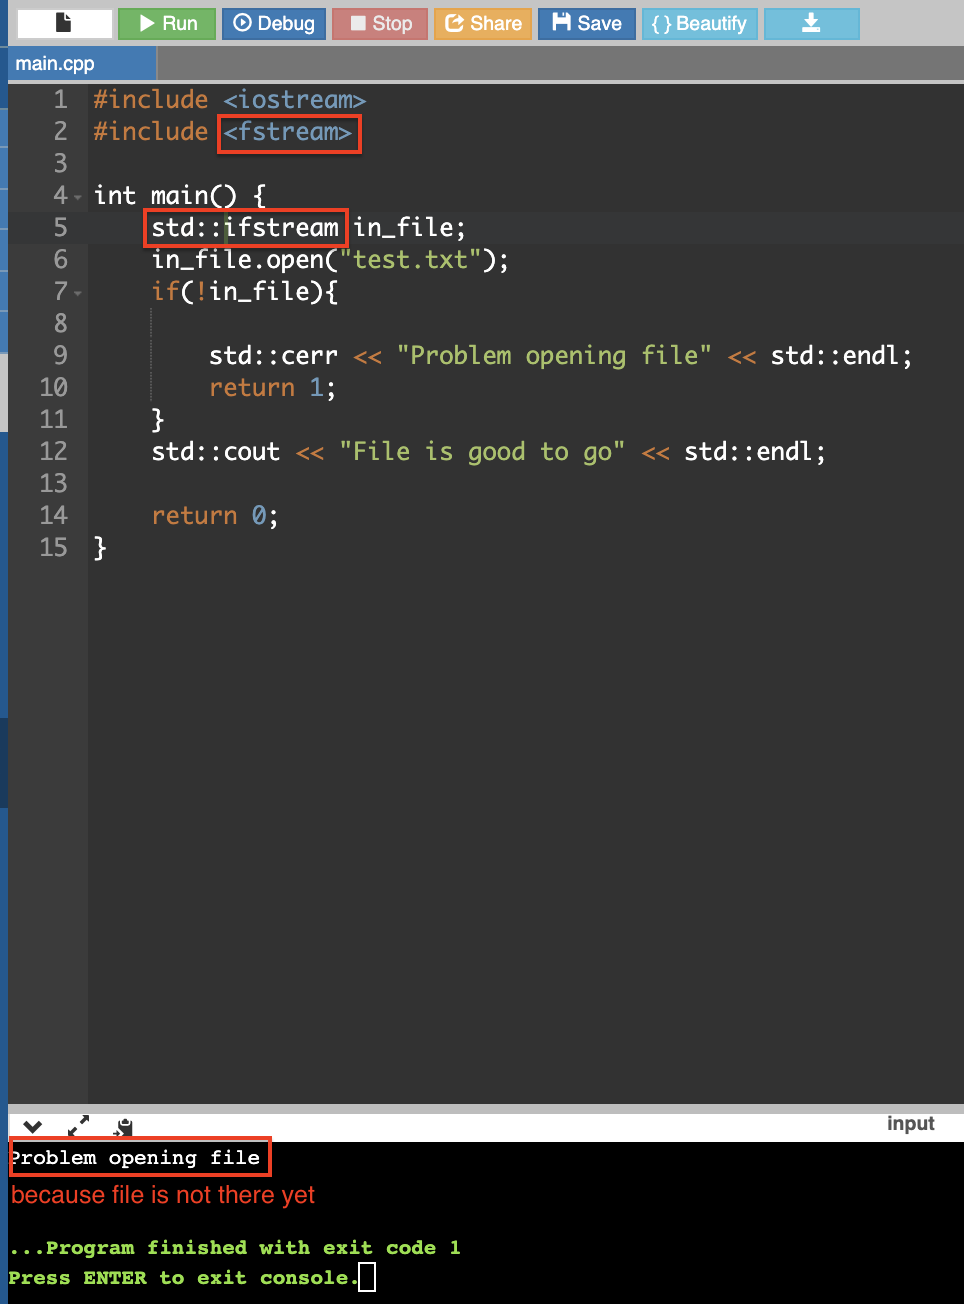 Run Debug Stop Share Save { } Beautify
main.cpp
1 #include <iostream>
2 #include <fstream>
3
4 int main() {
5 std::ifstream in_file;
6 in_file.open("test.txt");
7 if(!in_file){
8
9 std::cerr << "Problem opening file" << std::endl;
10 return 1;
11 }
12 std::cout << "File is good to go" << std::endl;
13
14 return 0;
15 }
input
Problem opening file
because file is not there yet
...Program finished with exit code 1
Press ENTER to exit console.